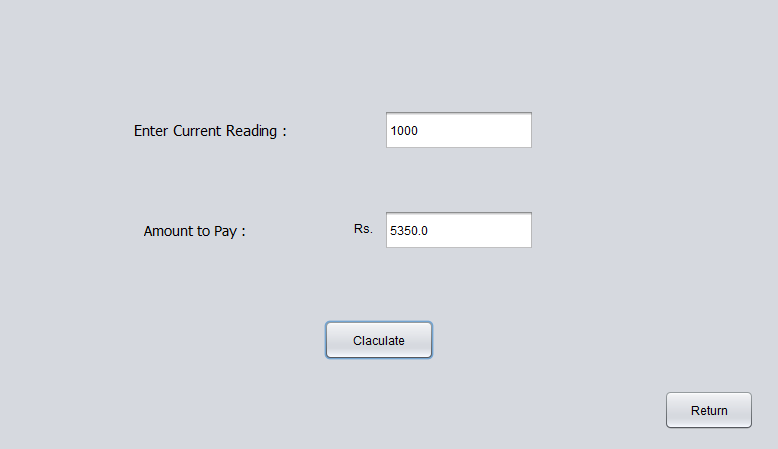 Enter Current Reading : 1000
Amount to Pay : Rs. 5350.0
Claculate
Return